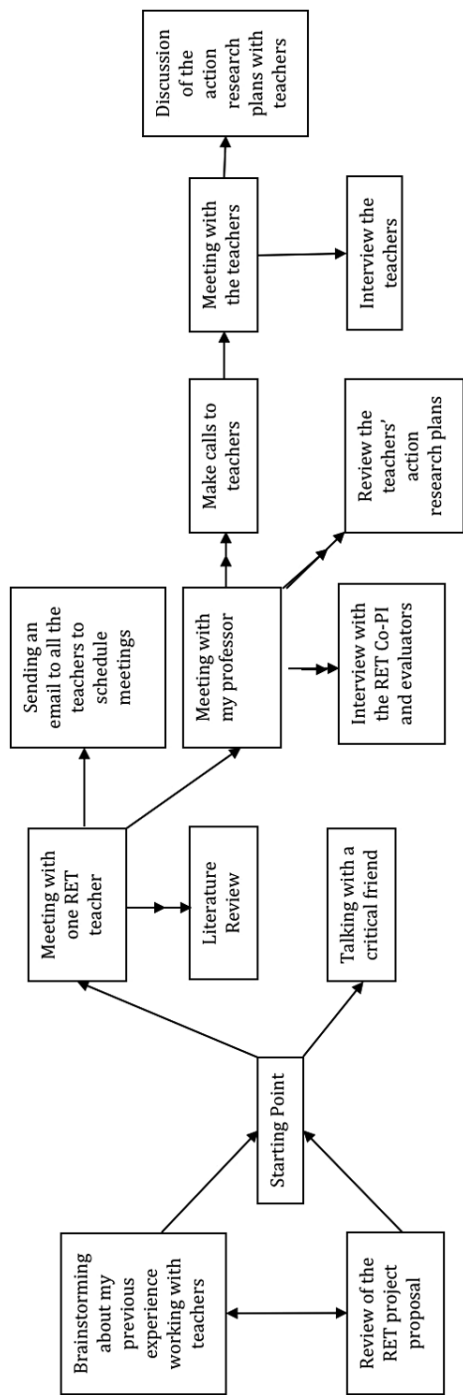 Brainstorming
about my
previous
experience
working with
teachers
Review of the
RET project
proposal
Starting Point
Meeting with
one RET
teacher
Literature
Review
Talking with a
critical friend
Sending an
email to all the
teachers to
schedule
meetings
Meeting with
my professor
Interview with
the RET Co-PI
and evaluators
Make calls to
teachers
Review the
teachers'
action
research plans
Meeting with
the teachers
Interview the
teachers
Discussion
of the
action
research
plans with
teachers